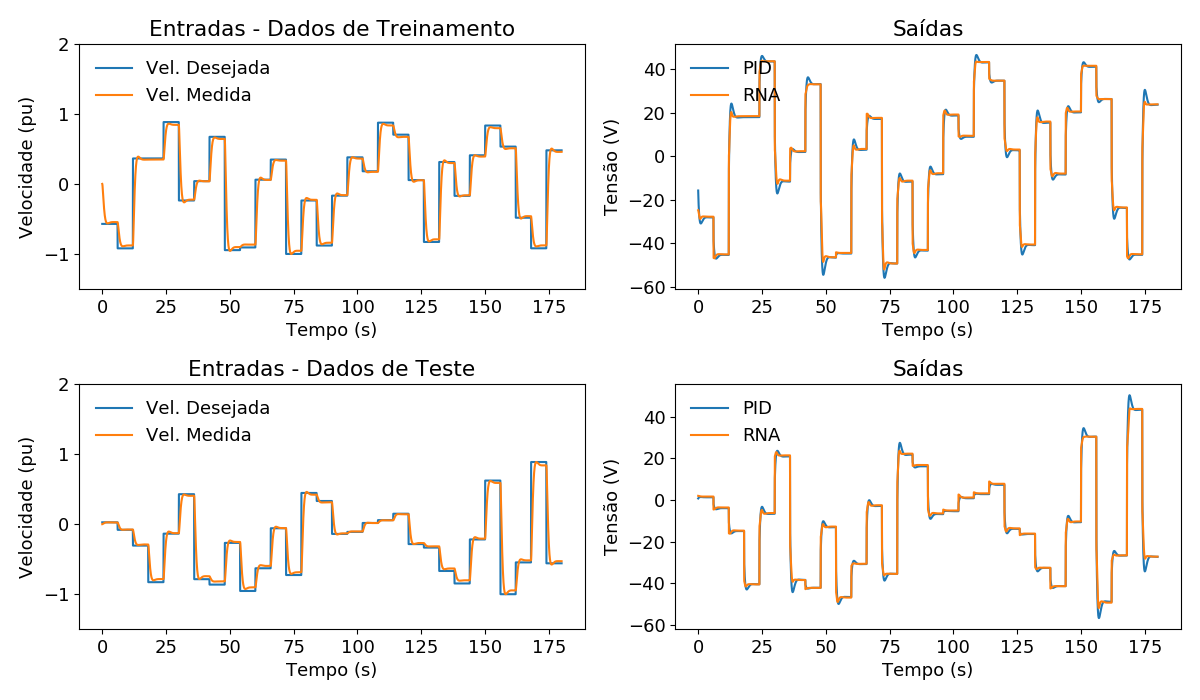 Entradas - Dados de Treinamento
Vel. Desejada
Vel. Medida
Velocidade (pu)
2
1
0
−1
0 25 50 75 100 125 150 175
Tempo (s)
Saídas
PID
RNA
Tensão (V)
40
20
0
−20
−40
−60
0 25 50 75 100 125 150 175
Tempo (s)
Entradas - Dados de Teste
Vel. Desejada
Vel. Medida
Velocidade (pu)
2
1
0
−1
0 25 50 75 100 125 150 175
Tempo (s)
Saídas
PID
RNA
Tensão (V)
40
20
0
−20
−40
−60
0 25 50 75 100 125 150 175
Tempo (s)